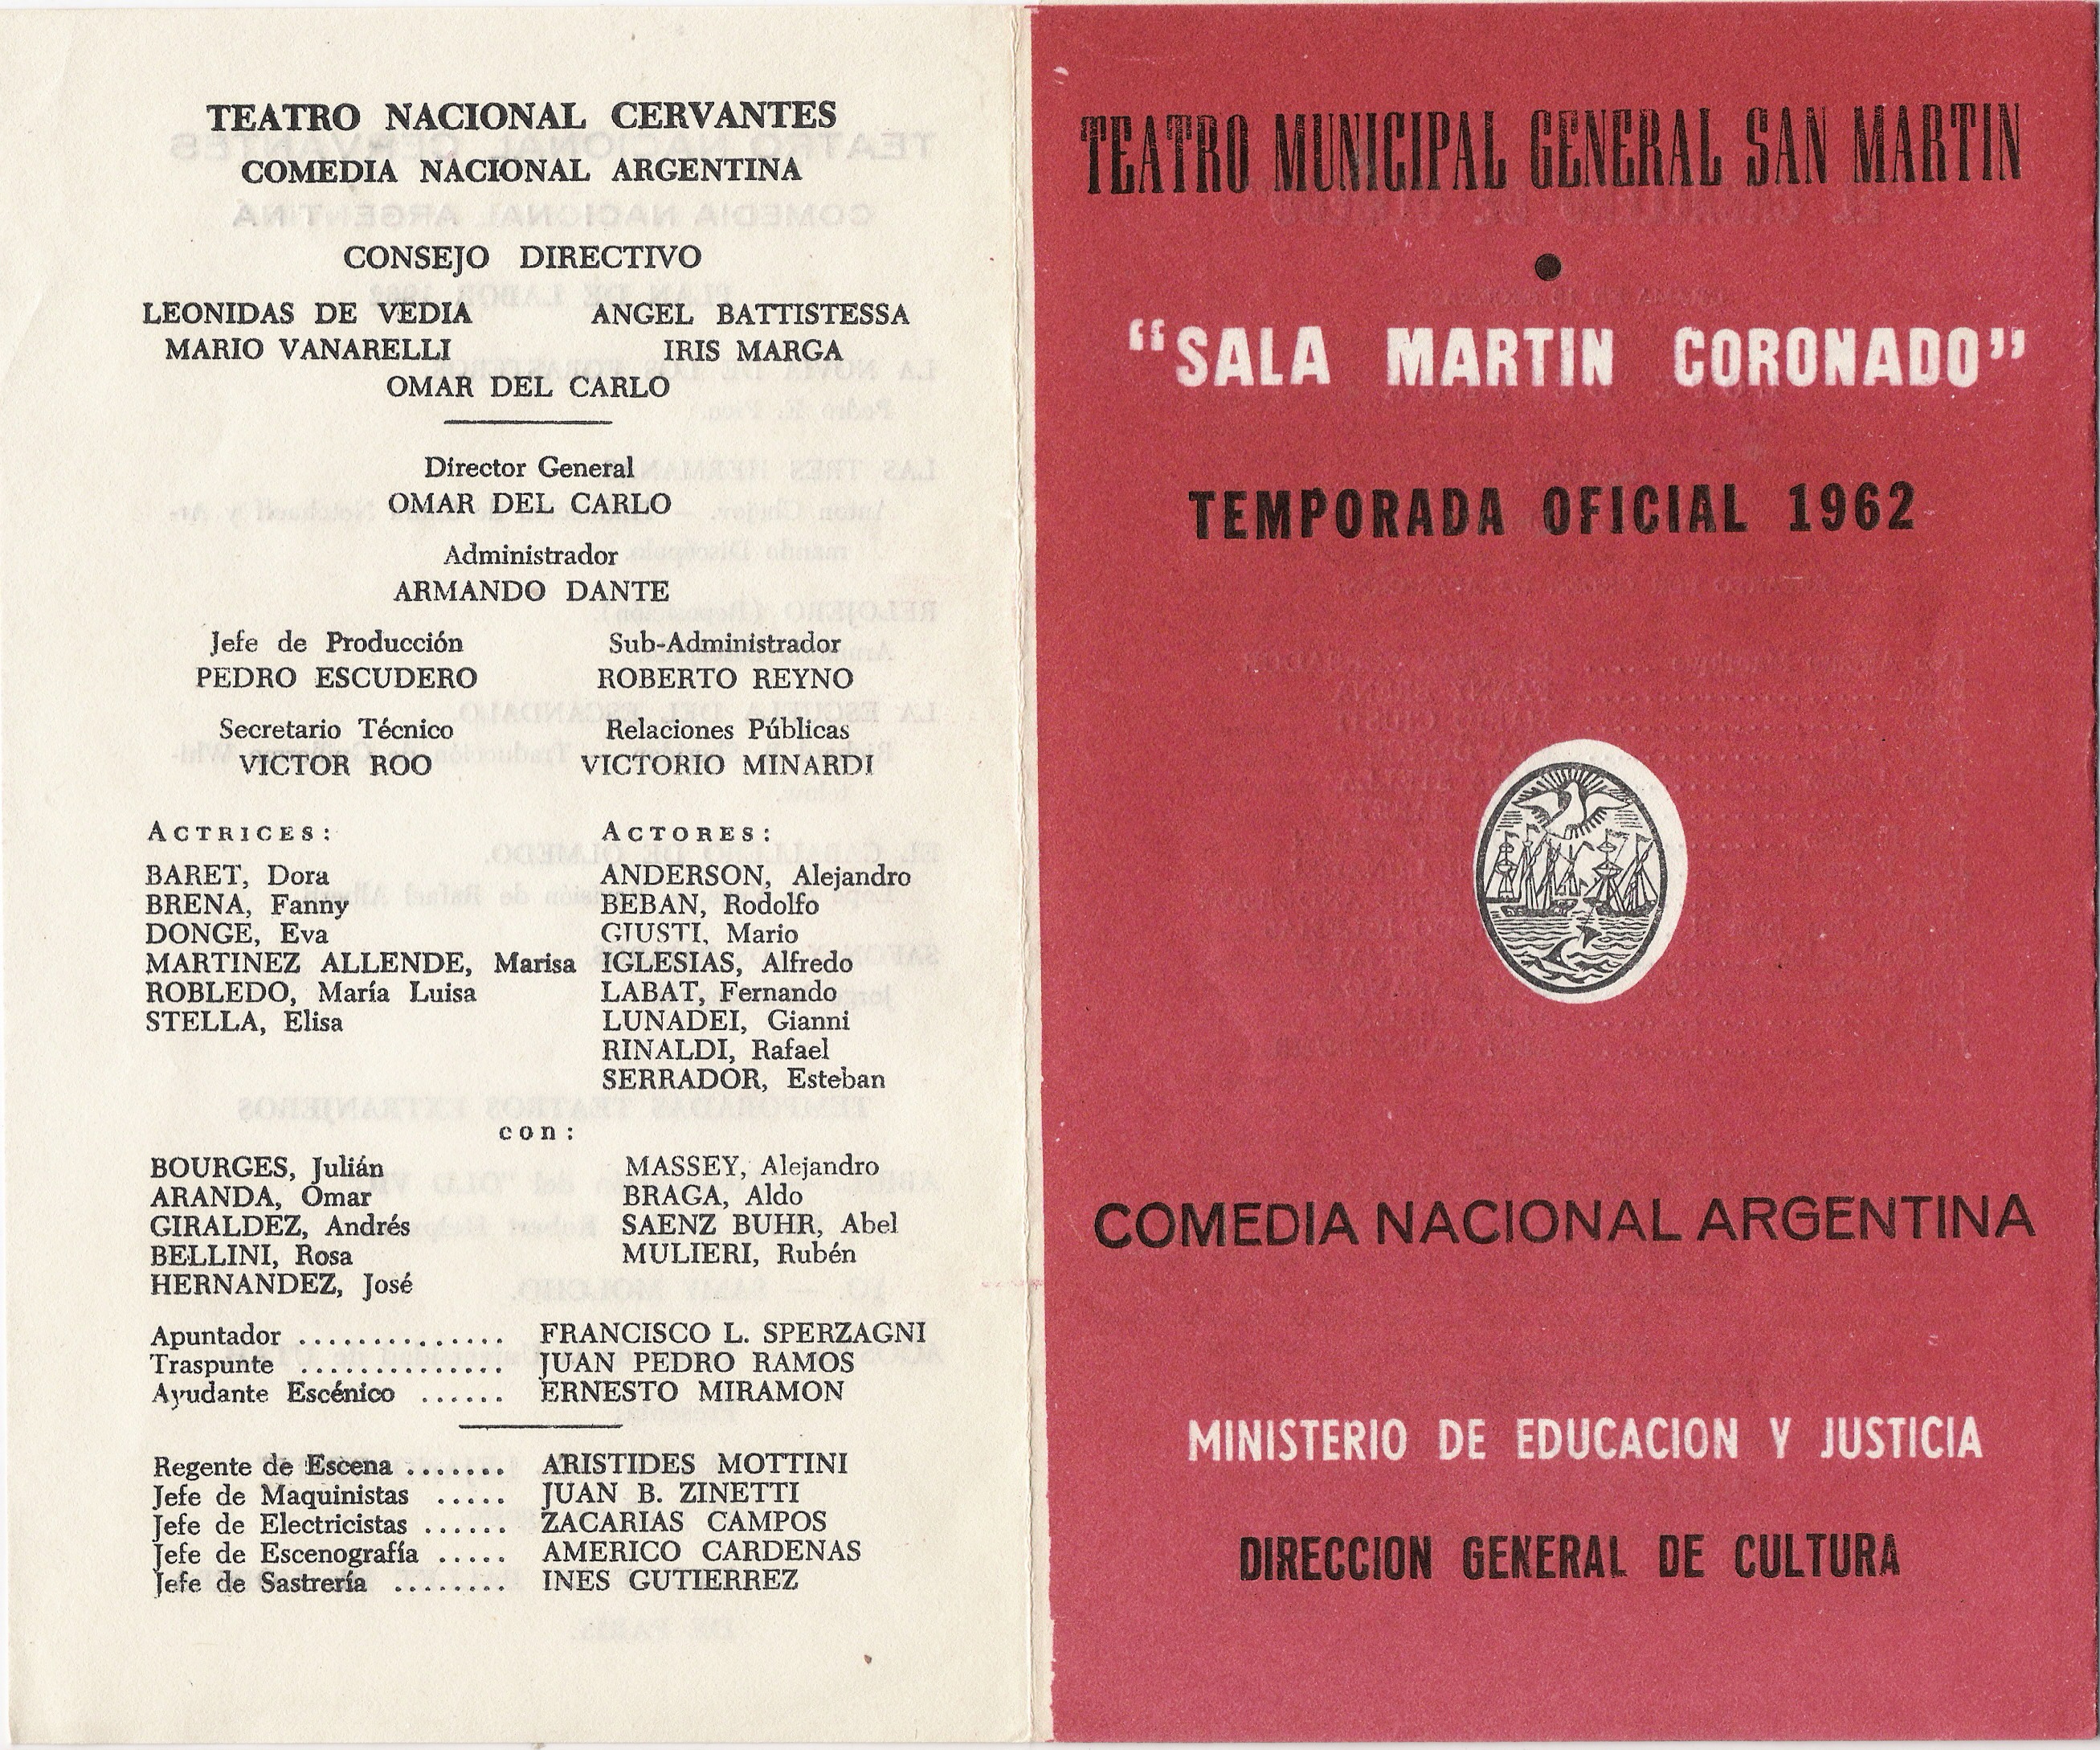 TEATRO NACIONAL CERVANTES
COMEDIA NACIONAL ARGENTINA
CONSEJO DIRECTIVO
LEONIDAS DE VEDIA ANGEL BATTISTESSA
MARIO VANARELLI IRIS MARGA
OMAR DEL CARLO
Director General
OMAR DEL CARLO
Administrador
ARMANDO DANTE
Jefe de Producción Sub-Administrador
PEDRO ESCUDERO ROBERTO REYNO
Secretario Técnico Relaciones Públicas
VICTOR ROO VICTORIO MINARDI
ACTRICES: ACTORES:
BARET, Dora ANDERSON, Alejandro
BRENA, Fanny BEBAN, Rodolfo
DONGE, Eva GIUSTI, Mario
MARTINEZ ALLENDE, Marisa IGLESIAS, Alfredo
ROBLEDO, María Luisa LABAT, Fernando
STELLA, Elisa LUNADEI, Gianni
RINALDI, Rafael
SERRADOR, Esteban
con:
BOURGES, Julián MASSEY, Alejandro
ARANDA, Omar BRAGA, Aldo
GIRALDEZ, Andrés SAENZ BUHR, Abel
BELLINI, Rosa MULIERI, Rubén
HERNANDEZ, José
Apuntador .............. FRANCISCO L. SPERZAGNI
Traspunte .............. JUAN PEDRO RAMOS
Ayudante Escénico ...... ERNESTO MIRAMON
Regente de Escena ....... ARISTIDES MOTTINI
Jefe de Maquinistas ..... JUAN B. ZINETTI
Jefe de Electricistas ...... ZACARIAS CAMPOS
Jefe de Escenografía ..... AMERICO CARDENAS
Jefe de Sastrería ........ INES GUTIERREZ
TEATRO MUNICIPAL GENERAL SAN MARTIN
"SALA MARTIN CORONADO"
TEMPORADA OFICIAL 1962
COMEDIA NACIONAL ARGENTINA
MINISTERIO DE EDUCACION Y JUSTICIA
DIRECCION GENERAL DE CULTURA